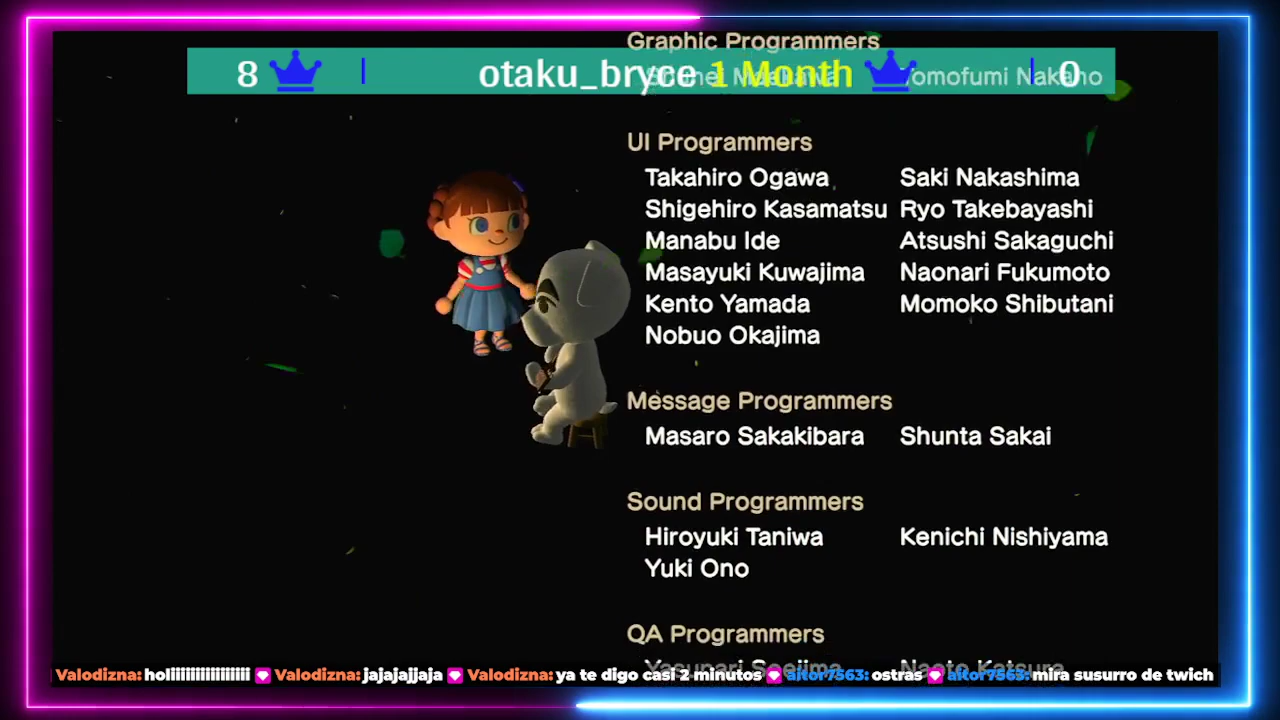 Graphic Programmers
8 otaku_bryce 1 Month 0
UI Programmers
Takahiro Ogawa Saki Nakashima
Shigehiro Kasamatsu Ryo Takebayashi
Manabu Ide Atsushi Sakaguchi
Masayuki Kuwajima Naonari Fukumoto
Kento Yamada Momoko Shibutani
Nobuo Okajima
Message Programmers
Masaro Sakakibara Shunta Sakai
Sound Programmers
Hiroyuki Taniwa Kenichi Nishiyama
Yuki Ono
QA Programmers
Valodizna: holiiiiiiiiiiiiiiiii Valodizna: jajajajjaja Valodizna: ya te digo casi 2 minutos aitor7563: ostras aitor7563: mira susurro de twich